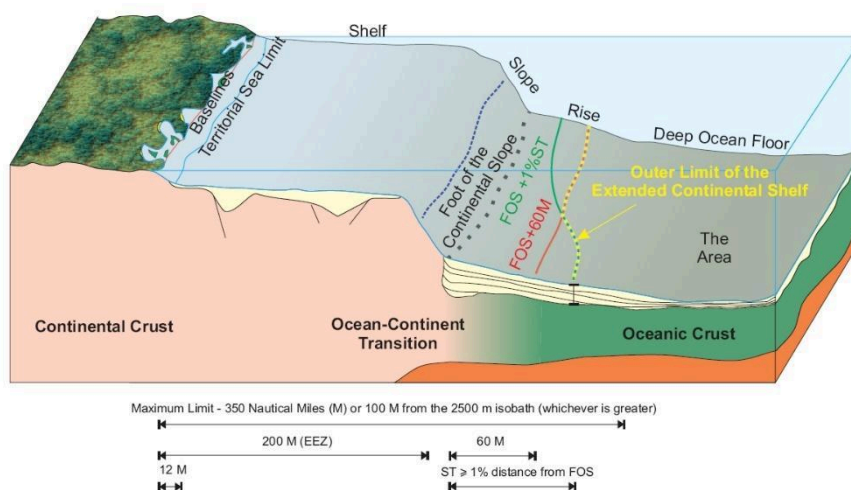 Shelf
Slope
Baselines
Territorial Sea Limit
Rise
Deep Ocean Floor
Foot of the
Continental Slope
FOS +1%ST
FOS+60M
Outer Limit of the
Extended Continental Shelf
The
Area
Continental Crust
Ocean-Continent
Transition
Oceanic Crust
Maximum Limit - 350 Nautical Miles (M) or 100 M from the 2500 m isobath (whichever is greater)
200 M (EEZ)
60 M
12 M
ST ⩾ 1% distance from FOS